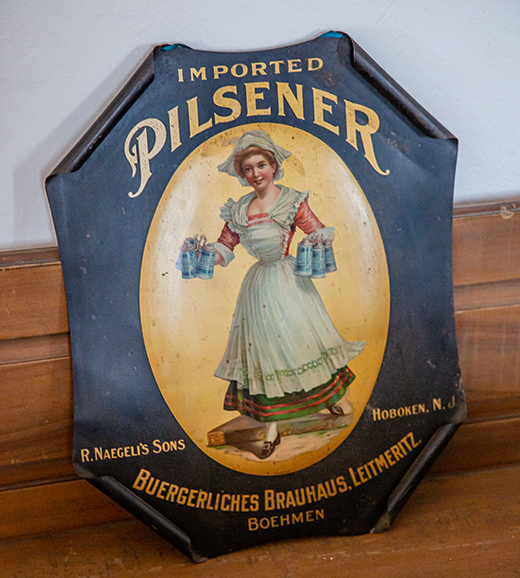 IMPORTED
PILSENER
R. NAEGELI'S SONS
HOBOKEN, N.J.
BUERGERLICHES BRAUHAUS, LEITMERITZ.
BOEHMEN